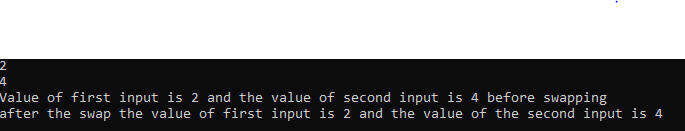 2
4
Value of first input is 2 and the value of second input is 4 before swapping
after the swap the value of first input is 2 and the value of the second input is 4